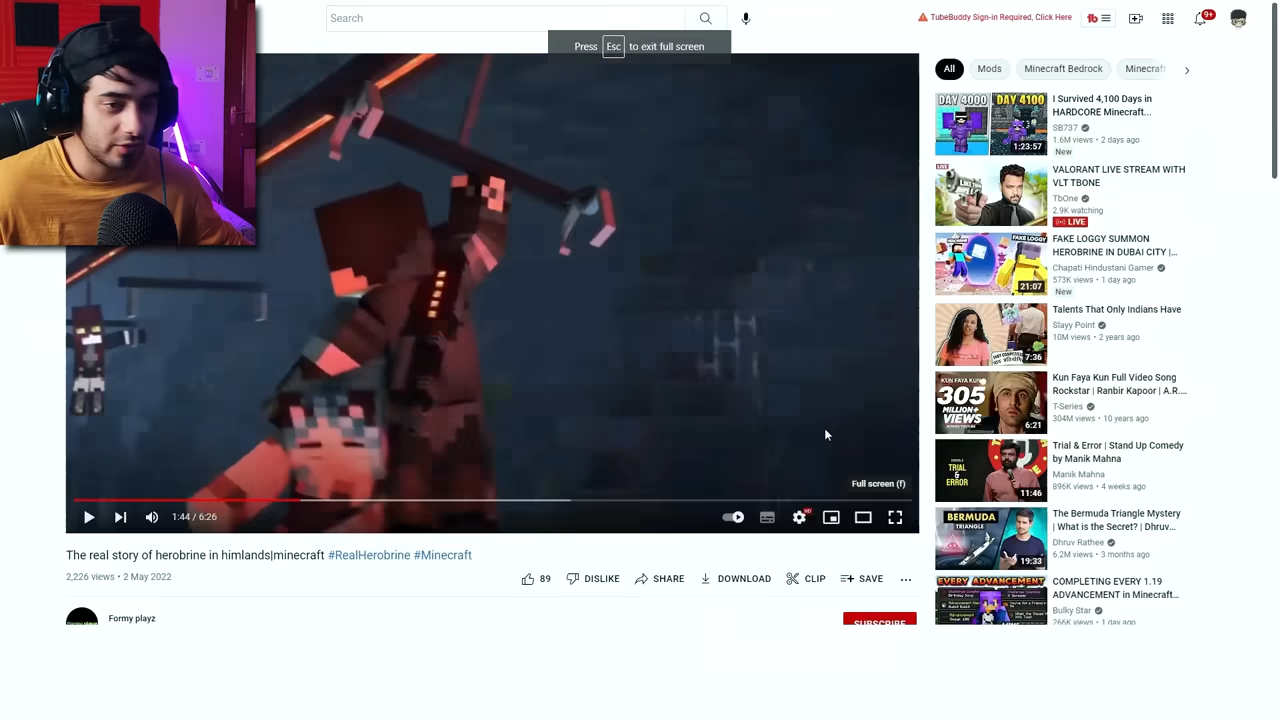 Search
TubeBuddy Sign-in Required, Click Here
9+
Press Esc to exit full screen
All
Mods
Minecraft Bedrock
Minecraft
DAY 4000
DAY 4100
1:23:57
I Survived 4,100 Days in
HARDCORE Minecraft...
SB737
1.6M views • 2 days ago
New
LIVE
VALORANT LIVE STREAM WITH
VLT TBONE
TbOne
2.9K watching
LIVE
FAKE LOGGY
21:07
FAKE LOGGY SUMMON
HEROBRINE IN DUBAI CITY |...
Chapati Hindustani Gamer
573K views • 1 day ago
New
7:36
Talents That Only Indians Have
Slayy Point
10M views • 2 years ago
KUN FAYA KUN
305
MILLION+
VIEWS
6:21
Kun Faya Kun Full Video Song
Rockstar | Ranbir Kapoor | A.R....
T-Series
304M views • 10 years ago
TRIAL
&
ERROR
11:46
Trial & Error | Stand Up Comedy
by Manik Mahna
Manik Mahna
896K views • 4 weeks ago
BERMUDA
TRIANGLE
19:33
The Bermuda Triangle Mystery
| What is the Secret? | Dhruv...
Dhruv Rathee
6.2M views • 3 months ago
EVERY ADVANCEMENT
COMPLETING EVERY 1.19
ADVANCEMENT in Minecraft...
Bulky Star
266K views • 1 day ago
Full screen (f)
1:44 / 6:26
HD
The real story of herobrine in himlands|minecraft #RealHerobrine #Minecraft
2,226 views • 2 May 2022
89
DISLIKE
SHARE
DOWNLOAD
CLIP
SAVE
Formy playz
SUBSCRIBE